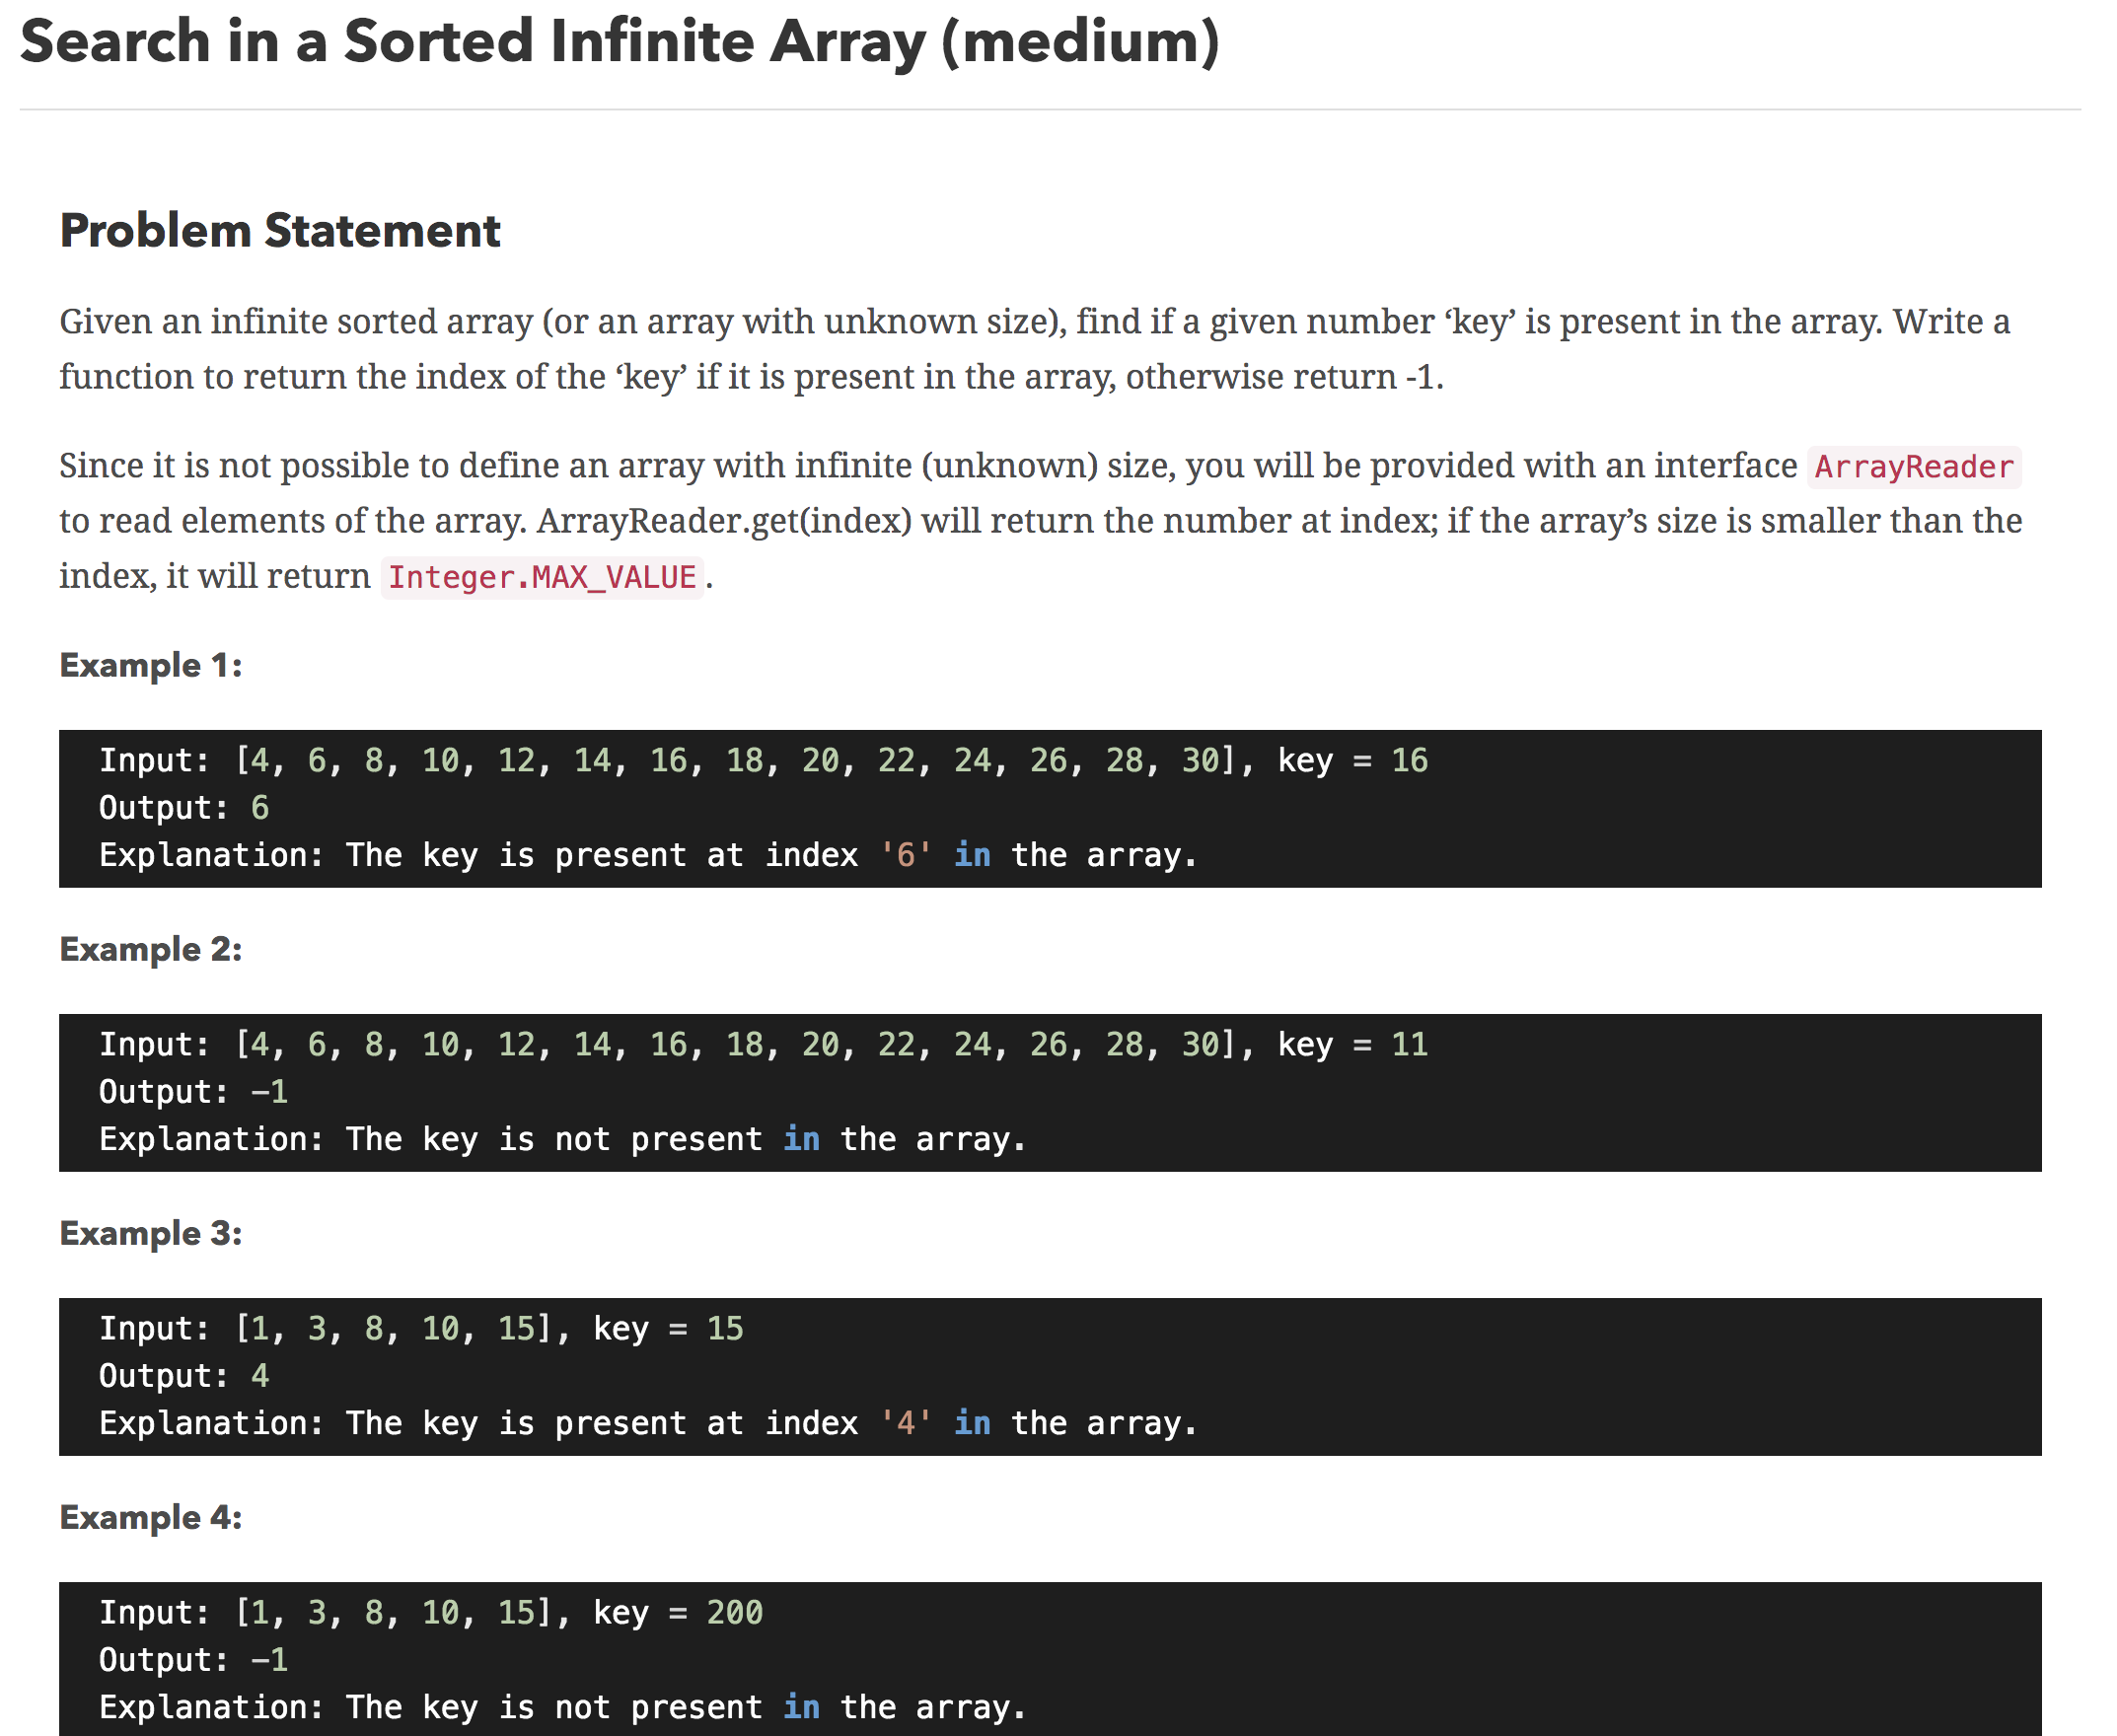 Search in a Sorted Infinite Array (medium)
Problem Statement
Given an infinite sorted array (or an array with unknown size), find if a given number ‘key’ is present in the array. Write a
function to return the index of the ‘key’ if it is present in the array, otherwise return -1.
Since it is not possible to define an array with infinite (unknown) size, you will be provided with an interface ArrayReader
to read elements of the array. ArrayReader.get(index) will return the number at index; if the array’s size is smaller than the
index, it will return Integer.MAX_VALUE.
Example 1:
Input: [4, 6, 8, 10, 12, 14, 16, 18, 20, 22, 24, 26, 28, 30], key = 16
Output: 6
Explanation: The key is present at index '6' in the array.
Example 2:
Input: [4, 6, 8, 10, 12, 14, 16, 18, 20, 22, 24, 26, 28, 30], key = 11
Output: -1
Explanation: The key is not present in the array.
Example 3:
Input: [1, 3, 8, 10, 15], key = 15
Output: 4
Explanation: The key is present at index '4' in the array.
Example 4:
Input: [1, 3, 8, 10, 15], key = 200
Output: -1
Explanation: The key is not present in the array.